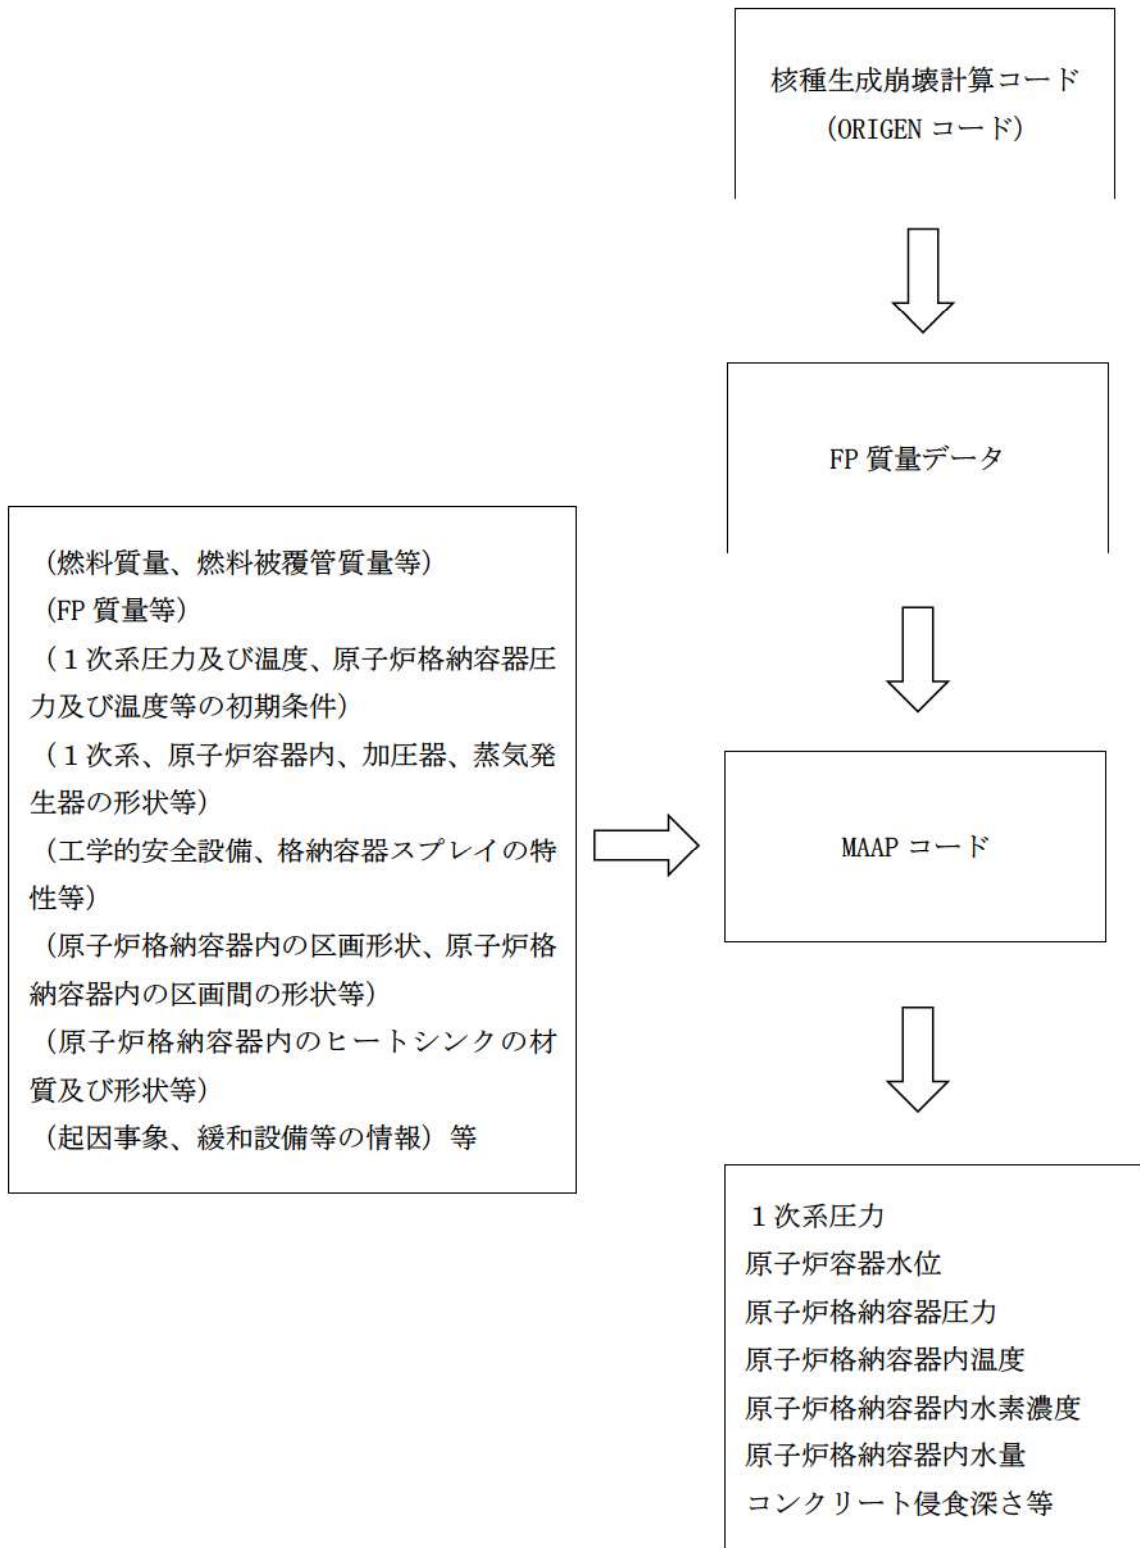 核種生成崩壊計算コード
(ORIGEN コード)
FP 質量データ
(燃料質量、燃料被覆管質量等)
(FP 質量等)
(1次系圧力及び温度、原子炉格納容器圧
力及び温度等の初期条件)
(1次系、原子炉容器内、加圧器、蒸気発
生器の形状等)
(工学的安全設備、格納容器スプレイの特
性等)
(原子炉格納容器内の区画形状、原子炉格
納容器内の区画間の形状等)
(原子炉格納容器内のヒートシンクの材
質及び形状等)
(起因事象、緩和設備等の情報)等
MAAP コード
1次系圧力
原子炉容器水位
原子炉格納容器圧力
原子炉格納容器内温度
原子炉格納容器内水素濃度
原子炉格納容器内水量
コンクリート侵食深さ等